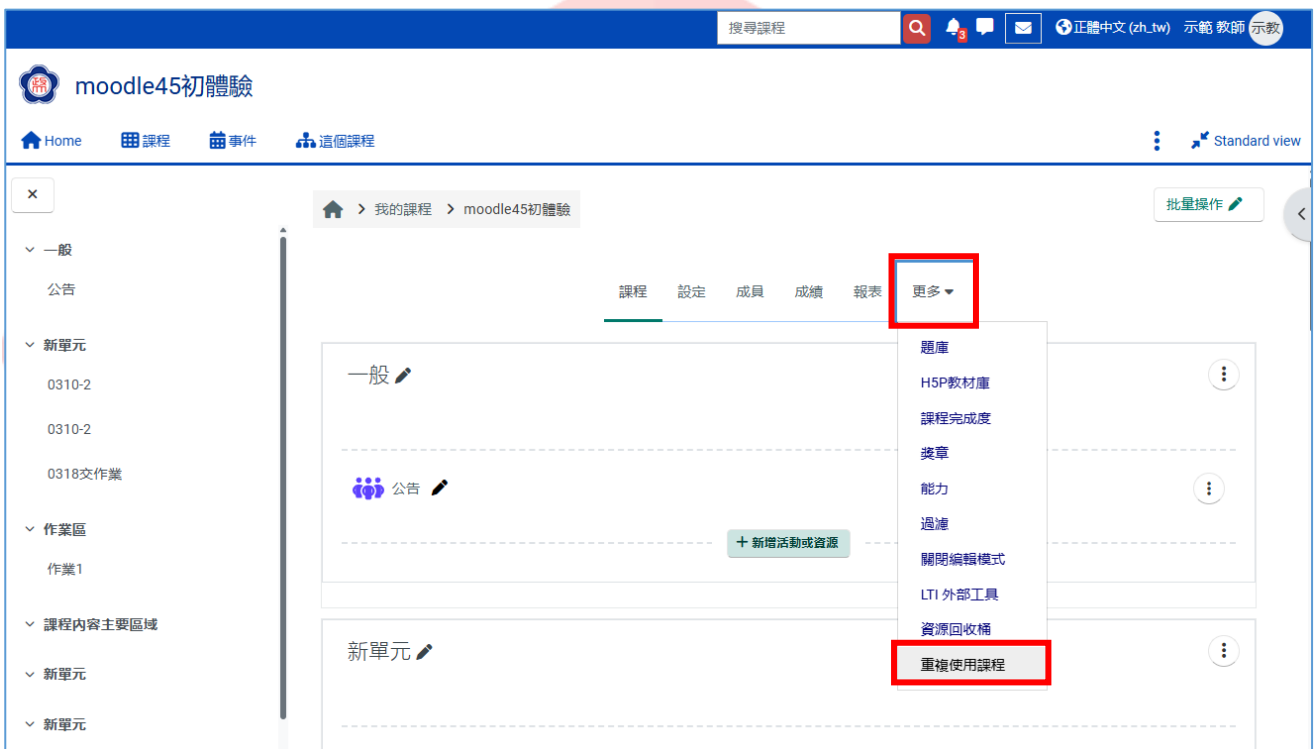 搜尋課程 3 正體中文 (zh_tw) 示範 教師 示教
moodle45初體驗
Home 課程 事件 這個課程 Standard view
我的課程 moodle45初體驗 批量操作
一般
公告
新單元
0310-2
0310-2
0318交作業
作業區
作業1
課程內容主要區域
新單元
新單元
課程 設定 成員 成績 報表 更多
題庫
H5P教材庫
課程完成度
獎章
能力
過濾
關閉編輯模式
LTI 外部工具
資源回收桶
重複使用課程
一般
公告
+ 新增活動或資源
新單元